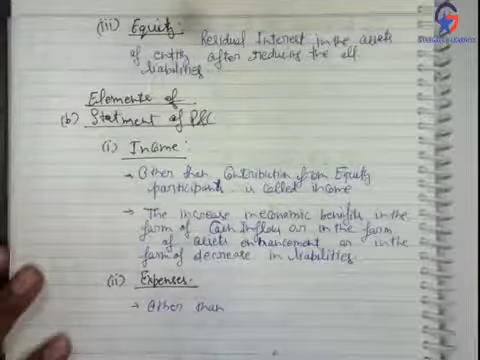 (iii) Equity:
Residual Interest in the assets
of entity after reducing the all
liabilities
Elements of
(b) Statment of P&L
(i) Income:
→ Other than Contribution from Equity
participant is called income
→ The increase in economic benefits in the
form of Cash Inflow or in the form
of assets enhancement or in the
form of decrease in liabilities.
(ii) Expenses.
→ Other than